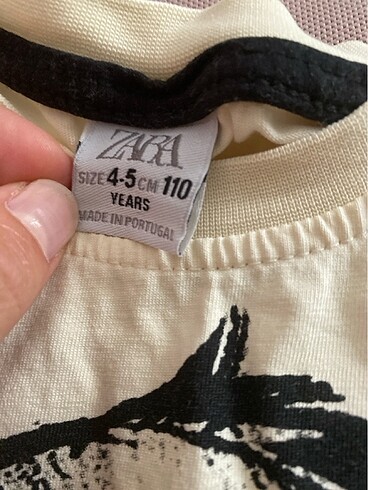 ZARA
SIZE 4-5 CM 110
YEARS
MADE IN PORTUGAL